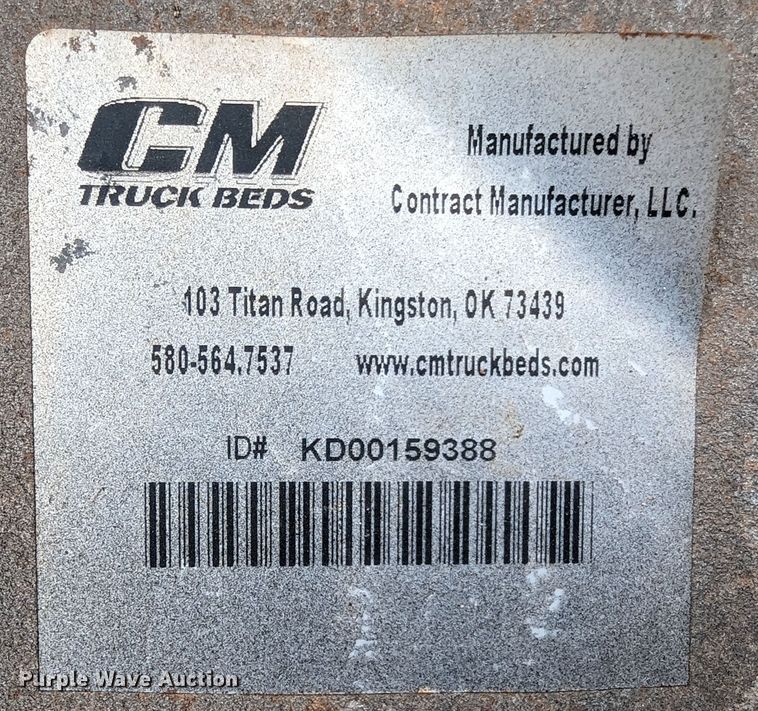 CM
TRUCK BEDS
Manufactured by
Contract Manufacturer, LLC.
103 Titan Road, Kingston, OK 73439
580-564.7537 www.cmtruckbeds.com
ID# KD00159388
Purple Wave Auction